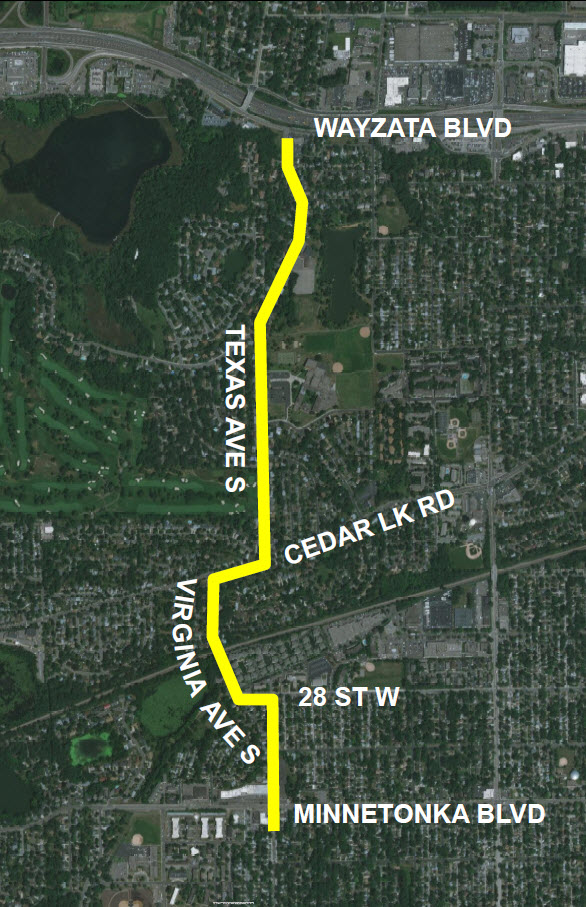 WAYZATA BLVD
TEXAS AVE S
CEDAR LK RD
VIRGINIA AVE S
28 ST W
MINNETONKA BLVD